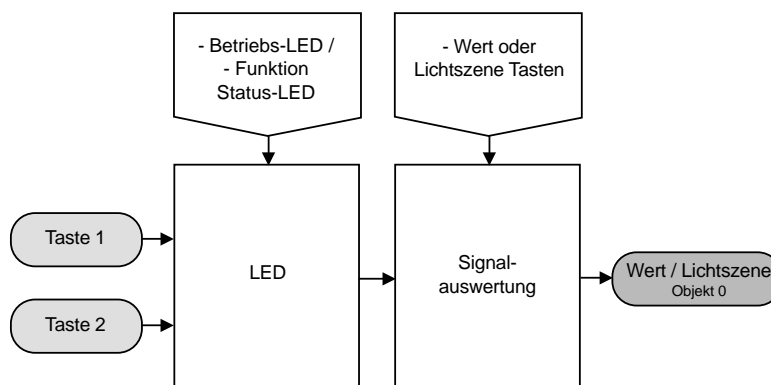 - Betriebs-LED /
- Funktion
Status-LED
- Wert oder
Lichtszene Tasten
Taste 1
Taste 2
LED
Signal-
auswertung
Wert / Lichtszene
Objekt 0